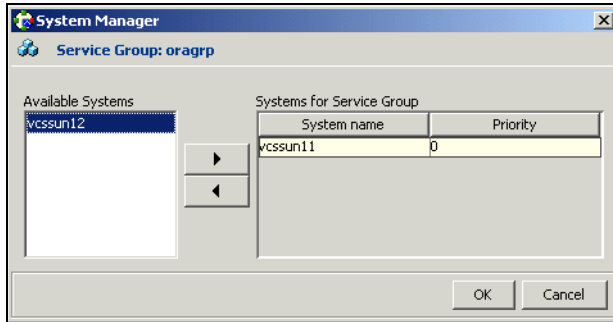 System Manager
Service Group: oragrp
Available Systems
vcssun12
Systems for Service Group
System name Priority
vcssun11 0
OK Cancel